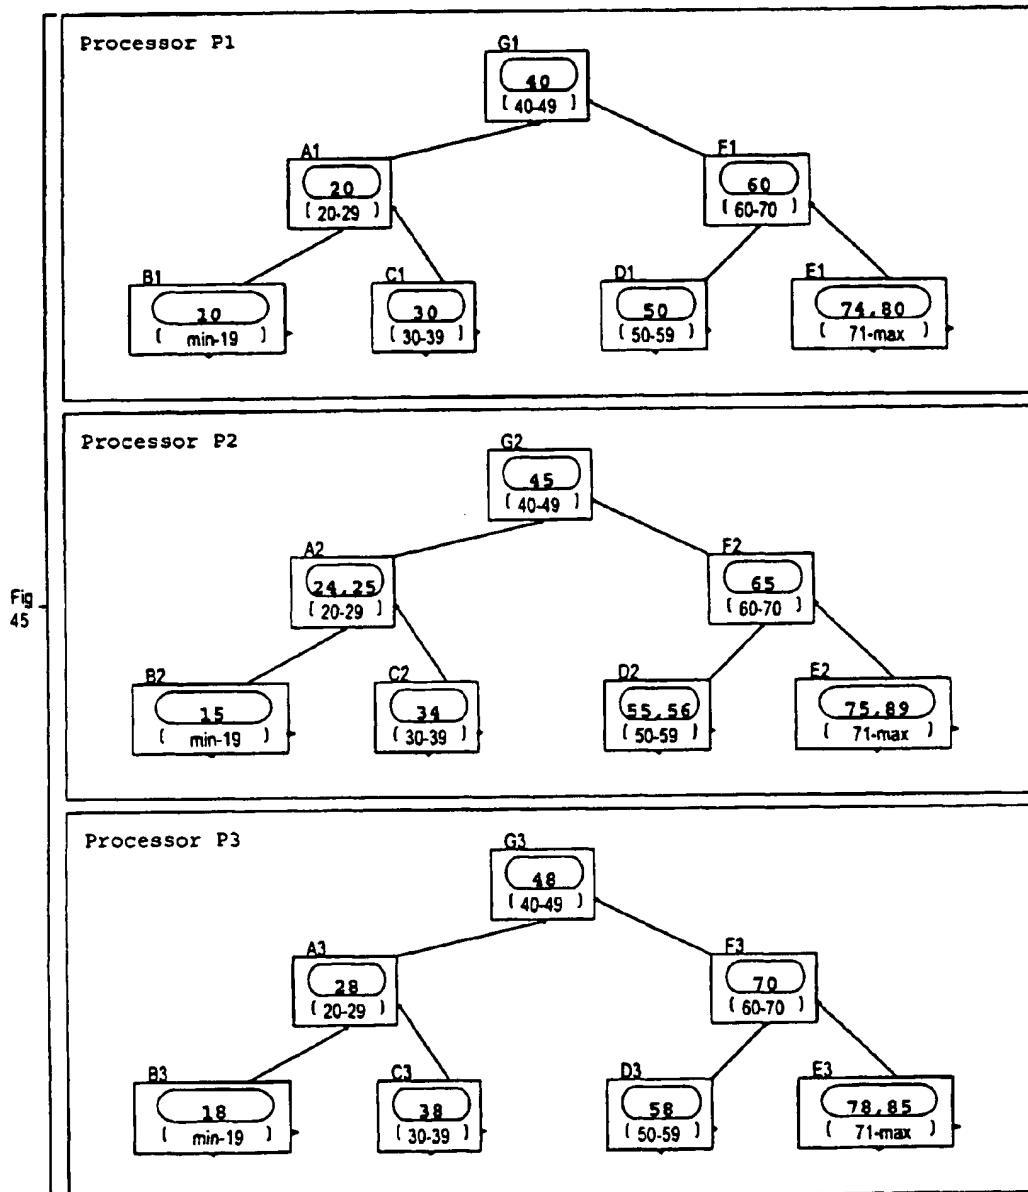 Processor P1
G1
40
( 40-49 )
A1
20
( 20-29 )
F1
60
( 60-70 )
B1
10
( min-19 )
C1
30
( 30-39 )
D1
50
( 50-59 )
E1
74,80
( 71-max )
Processor P2
G2
45
( 40-49 )
A2
24,25
( 20-29 )
F2
65
( 60-70 )
Fig
45
B2
15
( min-19 )
C2
34
( 30-39 )
D2
55,56
( 50-59 )
E2
75,89
( 71-max )
Processor P3
G3
48
( 40-49 )
A3
28
( 20-29 )
F3
70
( 60-70 )
B3
18
( min-19 )
C3
38
( 30-39 )
D3
58
( 50-59 )
E3
78,85
( 71-max )